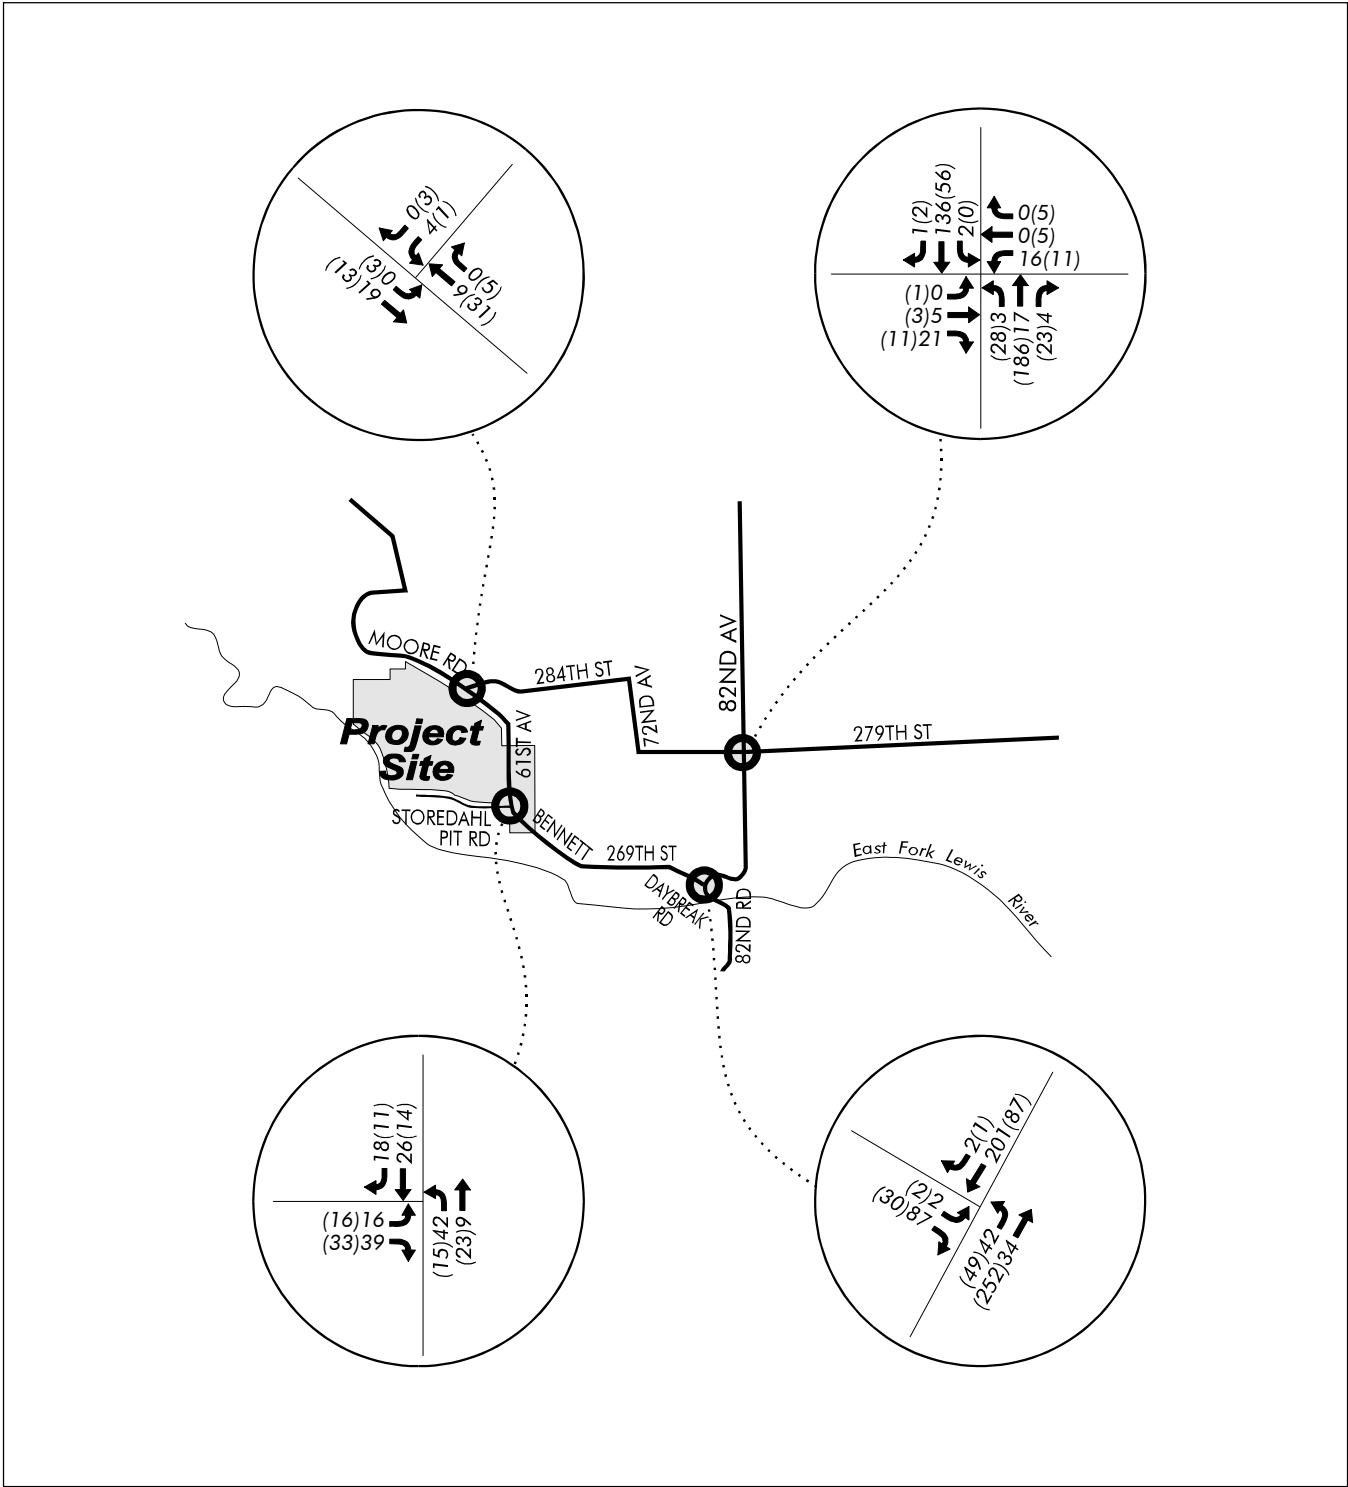 0(3)
4(1)
(3)0
(13)19
0(5)
9(31)
1(2)
136(56)
2(0)
0(5)
0(5)
16(11)
(1)0
(3)5
(11)21
(28)3
(186)17
(23)4
MOORE RD
284TH ST
72ND AV
82ND AV
279TH ST
Project
Site
61ST AV
STOREDAHL
PIT RD
BENNETT
269TH ST
DAYBREAK
RD
82ND RD
East Fork Lewis
River
18(11)
26(14)
(16)16
(33)39
(15)42
(23)9
2(1)
201(87)
(2)2
(30)87
(49)42
(252)34